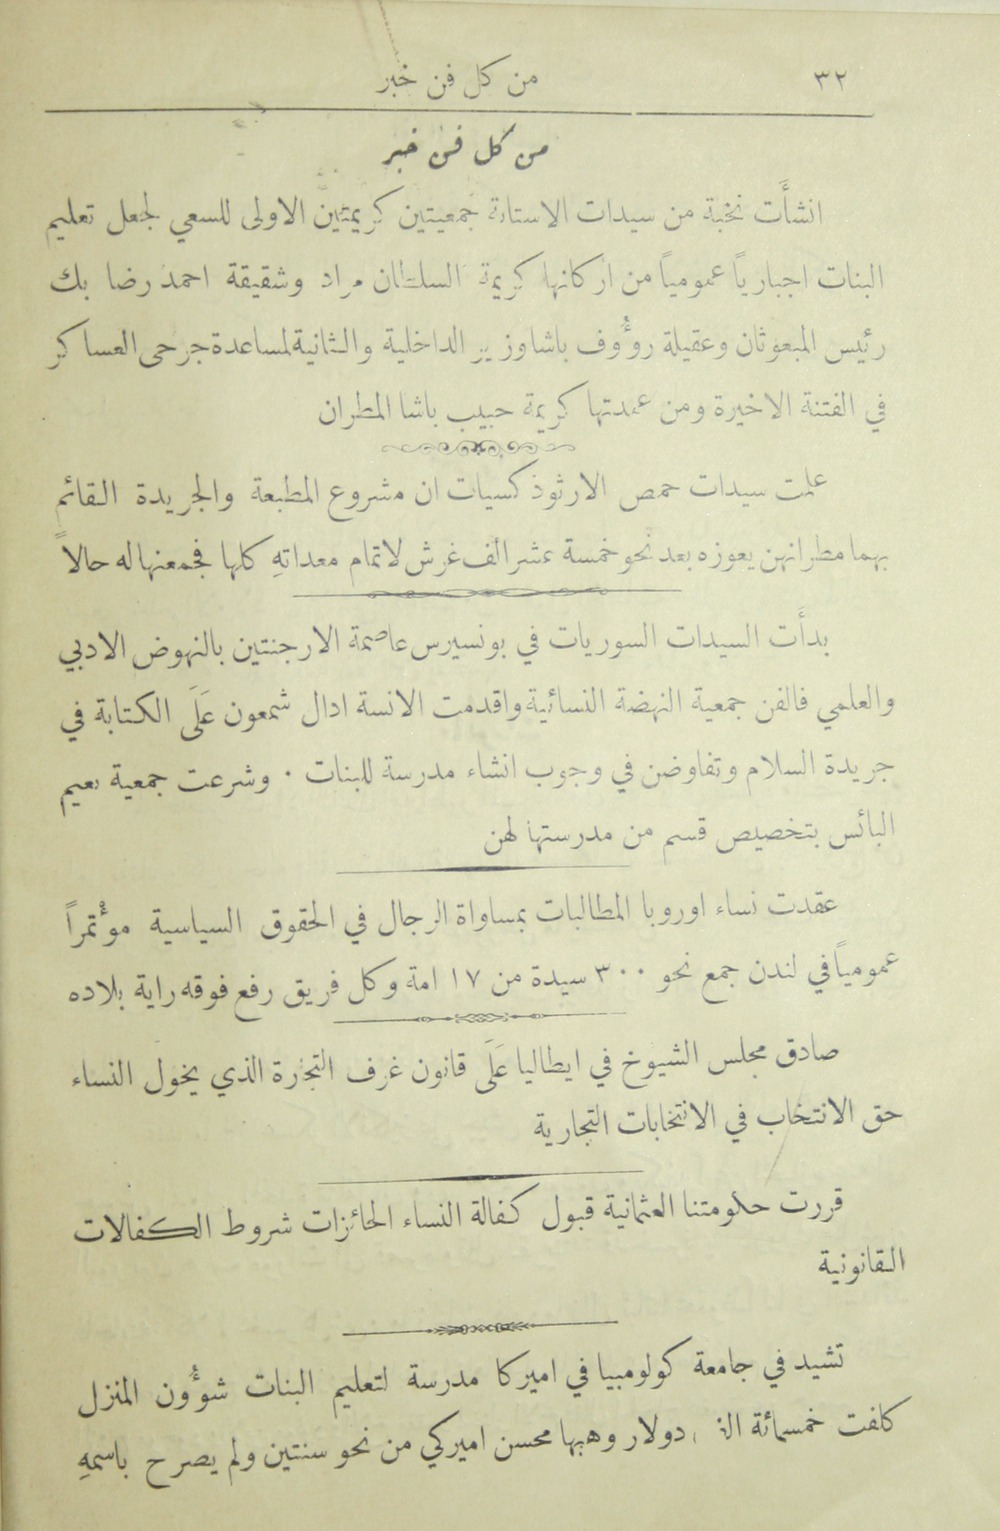 ٣٢
من كل فن خبر
من كل فن خبر
انشأَت نخبة من سيدات الاستانة جمعيتين كريمتين الاولى للسعي لجعل تعليم
البنات اجبارياً عمومياً من اركانها كريمة السلطان مراد وشقيقة احمد رضا بك
رئيس المبعوثان وعقيلة رؤُوف باشا وزير الداخلية والثانية لمساعدة جرحى العساكر
في الفتنة الاخيرة ومن عمدتها كريمة حبيب باشا المطران
علمت سيدات حمص الارثوذكسيات ان مشروع المطبعة والجريدة القائم
بهما مطرانهن يعوزه بعد نحو خمسة عشر الف غرش لاتمام معداتهِ كلها فجمعنها له حالاً
بدأَت السيدات السوريات في بونسيرس عاصمة الارجنتين بالنهوض الادبي
والعلمي فالفن جمعية النهضة النسائية واقدمت الانسة ادال شمعون عَلَى الكتابة في
جريدة السلام وتفاوضن في وجوب انشاء مدرسة للبنات ٠ وشرعت جمعية نعيم
البائس بتخصيص قسم من مدرستها لهن
عقدت نساء اوروبا المطالبات بمساواة الرجال في الحقوق السياسية موُتمراً
عمومياً في لندن جمع نحو ٣٠٠ سيدة من ١٧ امة وكل فريق رفع فوقه راية بلاده
صادق مجلس الشيوخ في ايطاليا عَلَى قانون غرف التجارة الذي يخول النساء
حق الانتخاب في الانتخابات التجارية
قررت حكومتنا العثمانية قبول كفالة النساء الحائزات شروط الكفالات
القانونية
تشيد في جامعة كولومبيا في اميركا مدرسة لتعليم البنات شوُون المنزل
كلفت خمسمائة الف دولار وهبها محسن اميركي من نحو سنتين ولم يصرح باسمهِ